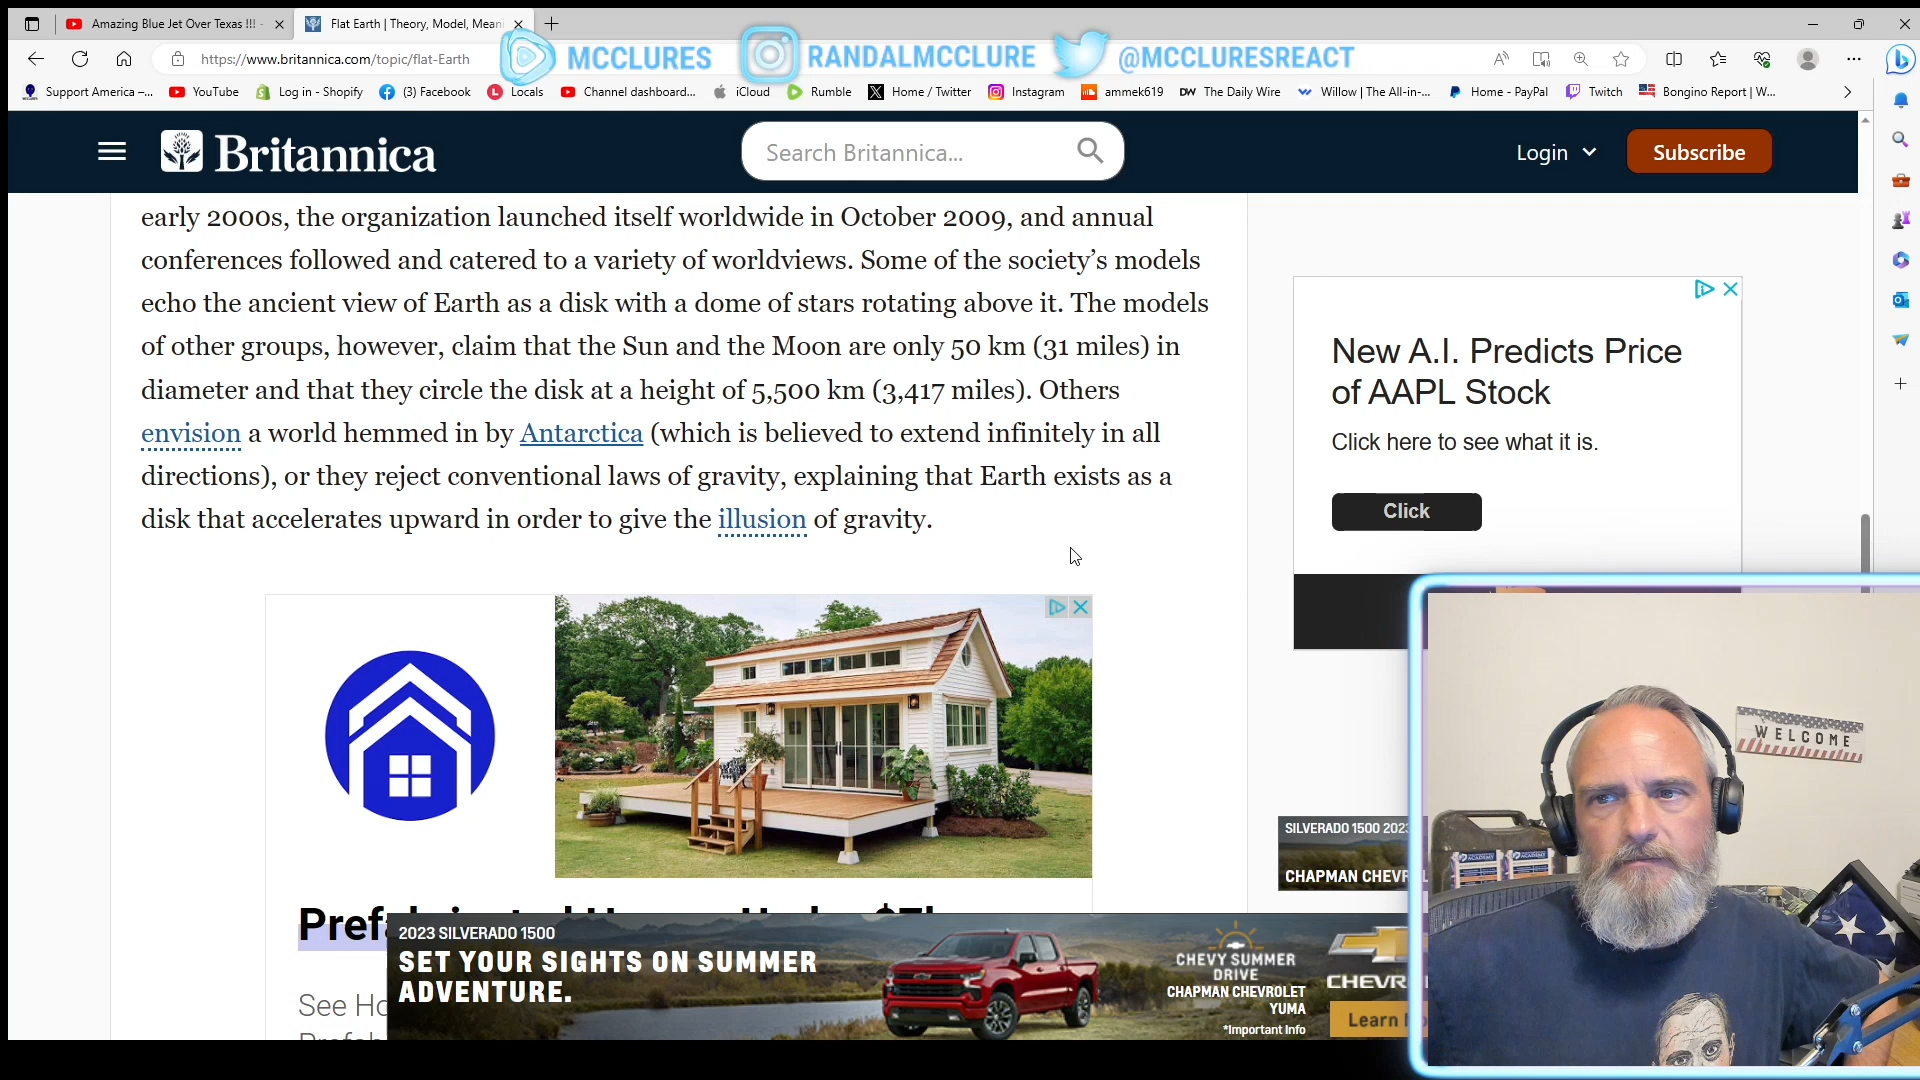 Amazing Blue Jet Over Texas !!! -
Flat Earth | Theory, Model, Meani
https://www.britannica.com/topic/flat-Earth
MCCLURES
RANDALMCCLURE
@MCCLURESREACT
Support America –...
YouTube
Log in - Shopify
(3) Facebook
Locals
Channel dashboard...
iCloud
Rumble
Home / Twitter
Instagram
ammek619
DW The Daily Wire
Willow | The All-in-...
Home - PayPal
Twitch
Bongino Report | W...
Britannica
Search Britannica...
Login
Subscribe
early 2000s, the organization launched itself worldwide in October 2009, and annual
conferences followed and catered to a variety of worldviews. Some of the society’s models
echo the ancient view of Earth as a disk with a dome of stars rotating above it. The models
of other groups, however, claim that the Sun and the Moon are only 50 km (31 miles) in
diameter and that they circle the disk at a height of 5,500 km (3,417 miles). Others
envision a world hemmed in by Antarctica (which is believed to extend infinitely in all
directions), or they reject conventional laws of gravity, explaining that Earth exists as a
disk that accelerates upward in order to give the illusion of gravity.
New A.I. Predicts Price
of AAPL Stock
Click here to see what it is.
Click
WELCOME
ACADEMY
ACADEMY
SILVERADO 1500 2023
CHAPMAN CHEVR
Pref
See Ho
2023 SILVERADO 1500
SET YOUR SIGHTS ON SUMMER
ADVENTURE.
CHEVY SUMMER
DRIVE
CHAPMAN CHEVROLET
YUMA
*Important Info
CHEVR
Learn